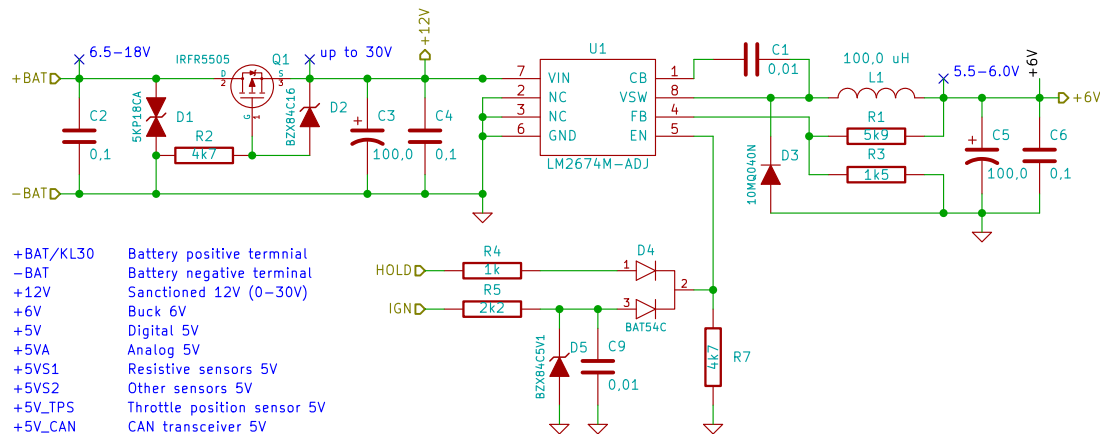 +12V
6.5-18V
IRFR5505
Q1
up to 30V
U1
C1
100,0 uH
L1
5.5-6.0V
+6V
+BAT
D
2
S
3
7
VIN
CB
1
0,01
+6V
2
NC
VSW
8
C2
5KP18CA
D1
G
1
BZX84C16
D2
C3
+
C4
3
NC
FB
4
R1
5k9
C5
+
C6
R2
4k7
6
GND
EN
5
R3
1k5
0,1
100,0
0,1
LM2674M-ADJ
10MQ040N
D3
100,0
0,1
-BAT
+BAT/KL30 Battery positive termnial
-BAT Battery negative terminal
+12V Sanctioned 12V (0-30V)
+6V Buck 6V
+5V Digital 5V
+5VA Analog 5V
+5VS1 Resistive sensors 5V
+5VS2 Other sensors 5V
+5V_TPS Throttle position sensor 5V
+5V_CAN CAN transceiver 5V
R4
D4
HOLD
1k
1
R5
2
IGN
2k2
3
BAT54C
BZX84C5V1
D5
C9
0,01
4k7
R7